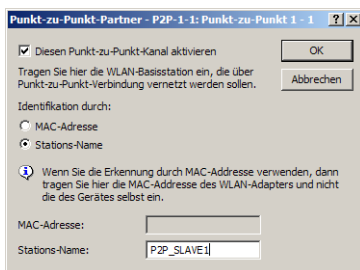 Punkt-zu-Punkt-Partner - P2P-1-1: Punkt-zu-Punkt 1 - 1
Diesen Punkt-zu-Punkt-Kanal aktivieren
OK
Tragen Sie hier die WLAN-Basisstation ein, die über
Punkt-zu-Punkt-Verbindung vernetzt werden sollen.
Abbrechen
Identifikation durch:
MAC-Adresse
Stations-Name
Wenn Sie die Erkennung durch MAC-Addresse verwenden, dann
tragen Sie hier die MAC-Addresse des WLAN-Adapters und nicht
die des Gerätes selbst ein.
MAC-Adresse:
Stations-Name:
P2P_SLAVE1